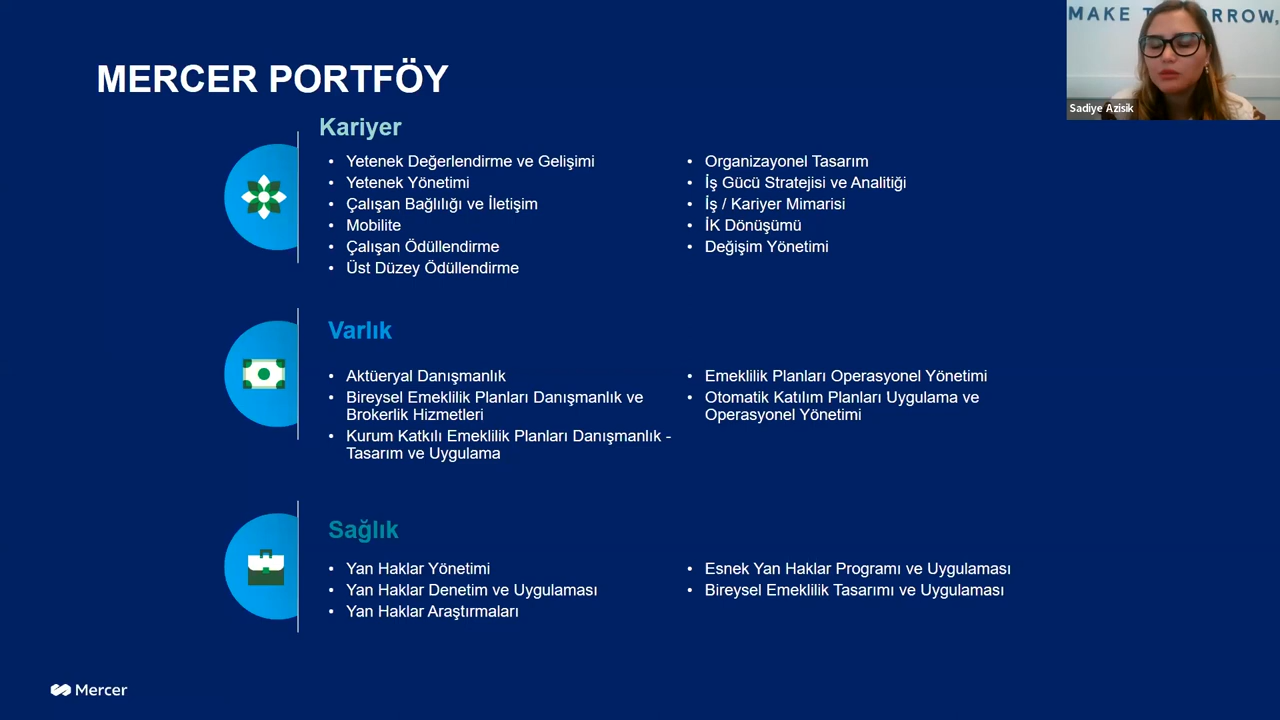 MAKE T RROW,
Sadiye Azisik
MERCER PORTFÖY
Kariyer
• Yetenek Değerlendirme ve Gelişimi
• Yetenek Yönetimi
• Çalışan Bağlılığı ve İletişim
• Mobilite
• Çalışan Ödüllendirme
• Üst Düzey Ödüllendirme
• Organizayonel Tasarım
• İş Gücü Stratejisi ve Analitiği
• İş / Kariyer Mimarisi
• İK Dönüşümü
• Değişim Yönetimi
Varlık
• Aktüeryal Danışmanlık
• Bireysel Emeklilik Planları Danışmanlık ve
Brokerlik Hizmetleri
• Kurum Katkılı Emeklilik Planları Danışmanlık -
Tasarım ve Uygulama
• Emeklilik Planları Operasyonel Yönetimi
• Otomatik Katılım Planları Uygulama ve
Operasyonel Yönetimi
Sağlık
• Yan Haklar Yönetimi
• Yan Haklar Denetim ve Uygulaması
• Yan Haklar Araştırmaları
• Esnek Yan Haklar Programı ve Uygulaması
• Bireysel Emeklilik Tasarımı ve Uygulaması
Mercer